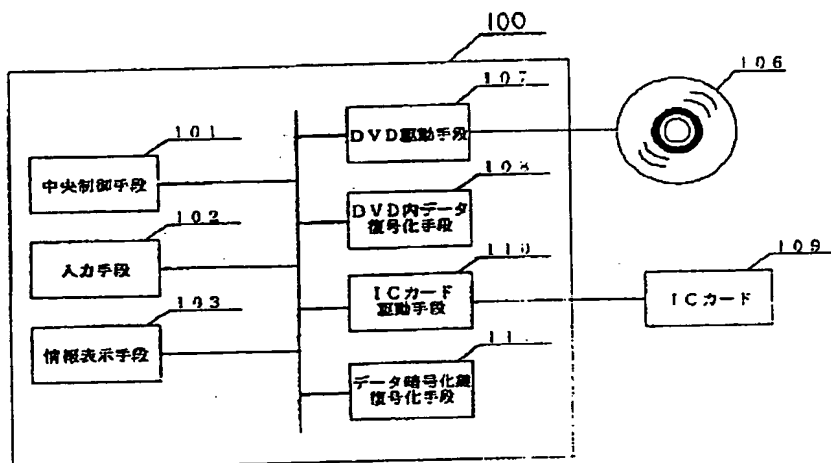 100
101
中央制御手段
102
入力手段
103
情報表示手段
107
DVD駆動手段
108
DVD内データ
復号化手段
110
ICカード
駆動手段
11
データ暗号化鍵
復号化手段
106
109
ICカード